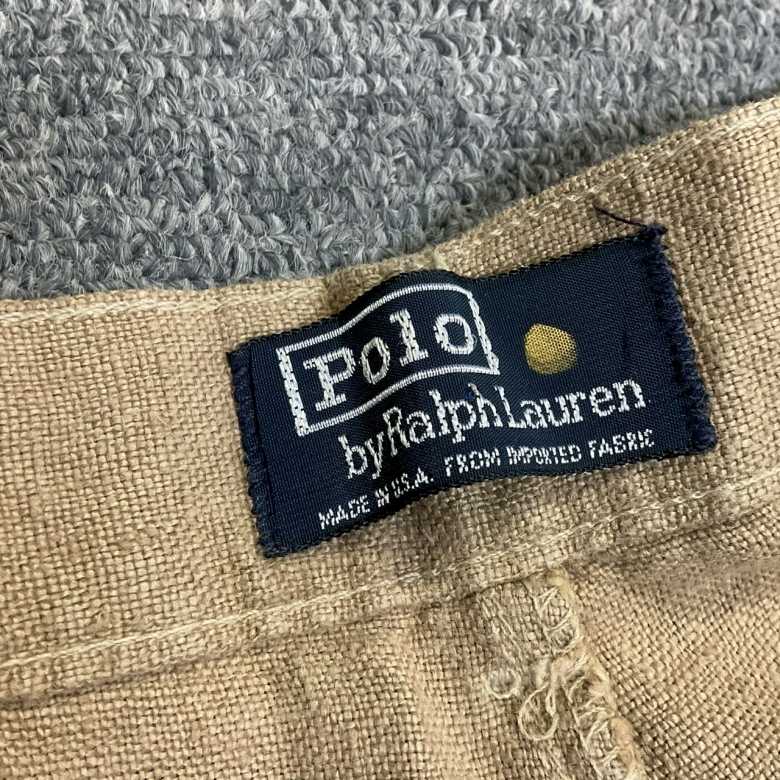 Polo
by Ralph Lauren
MADE IN U.S.A. FROM IMPORTED FABRIC